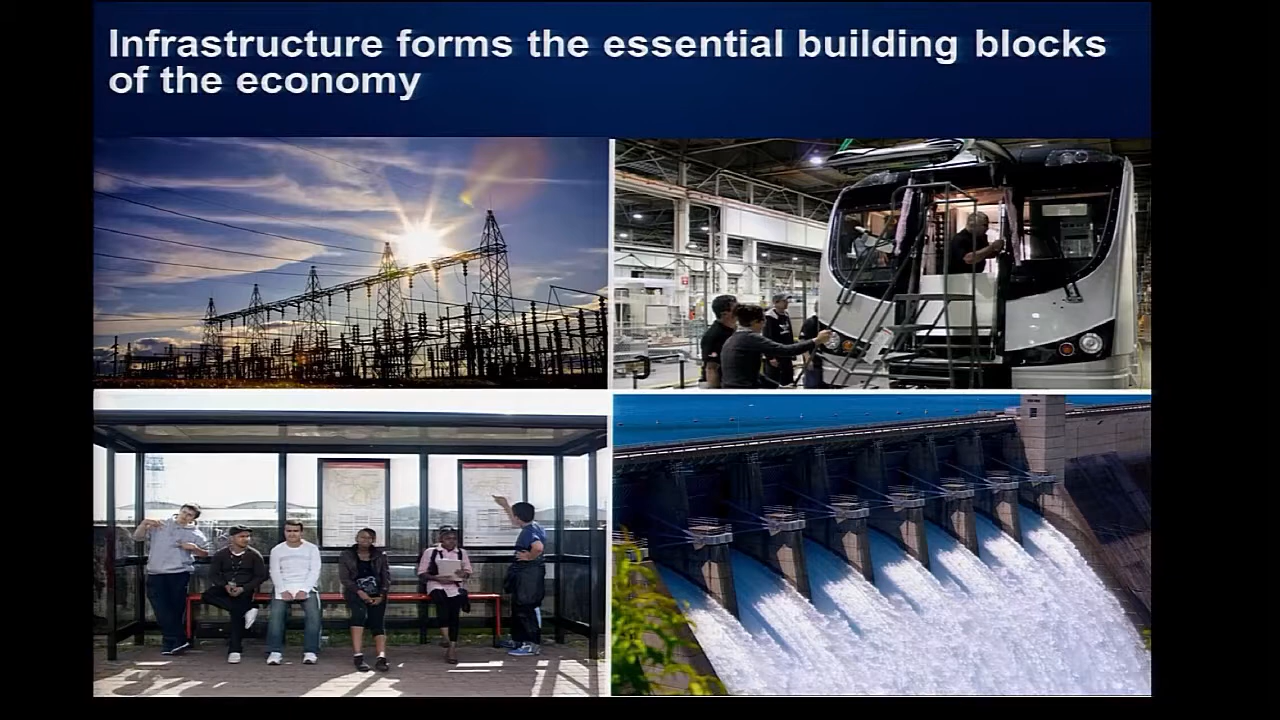 Infrastructure forms the essential building blocks
of the economy